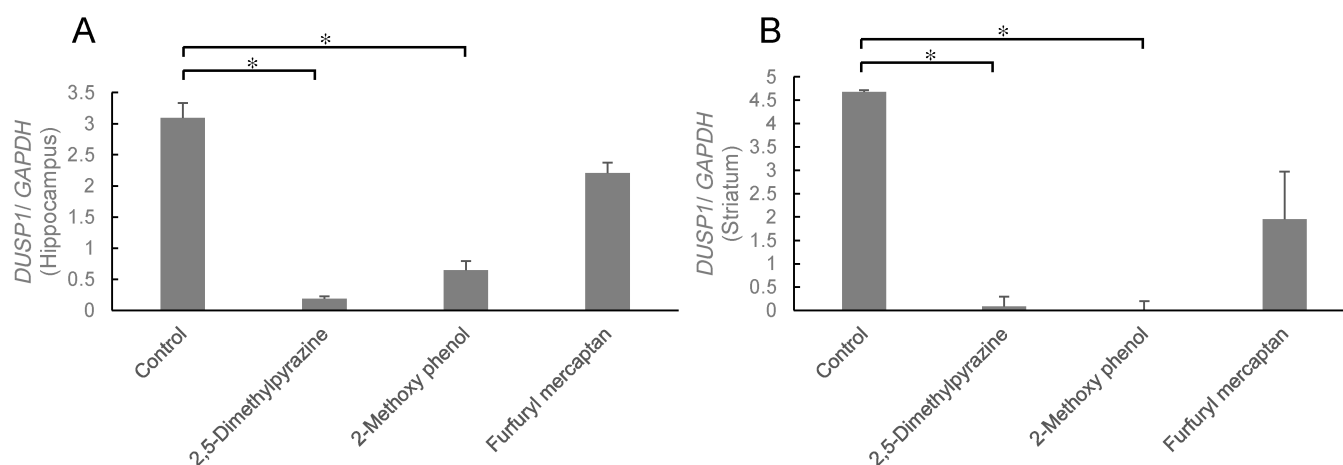 A
*
*
3.5
3
2.5
2
1.5
1
0.5
0
DUSP1/ GAPDH
(Hippocampus)
Control
2,5-Dimethylpyrazine
2-Methoxy phenol
Furfuryl mercaptan
B
*
*
5
4.5
4
3.5
3
2.5
2
1.5
1
0.5
0
DUSP1/ GAPDH
(Striatum)
Control
2,5-Dimethylpyrazine
2-Methoxy phenol
Furfuryl mercaptan